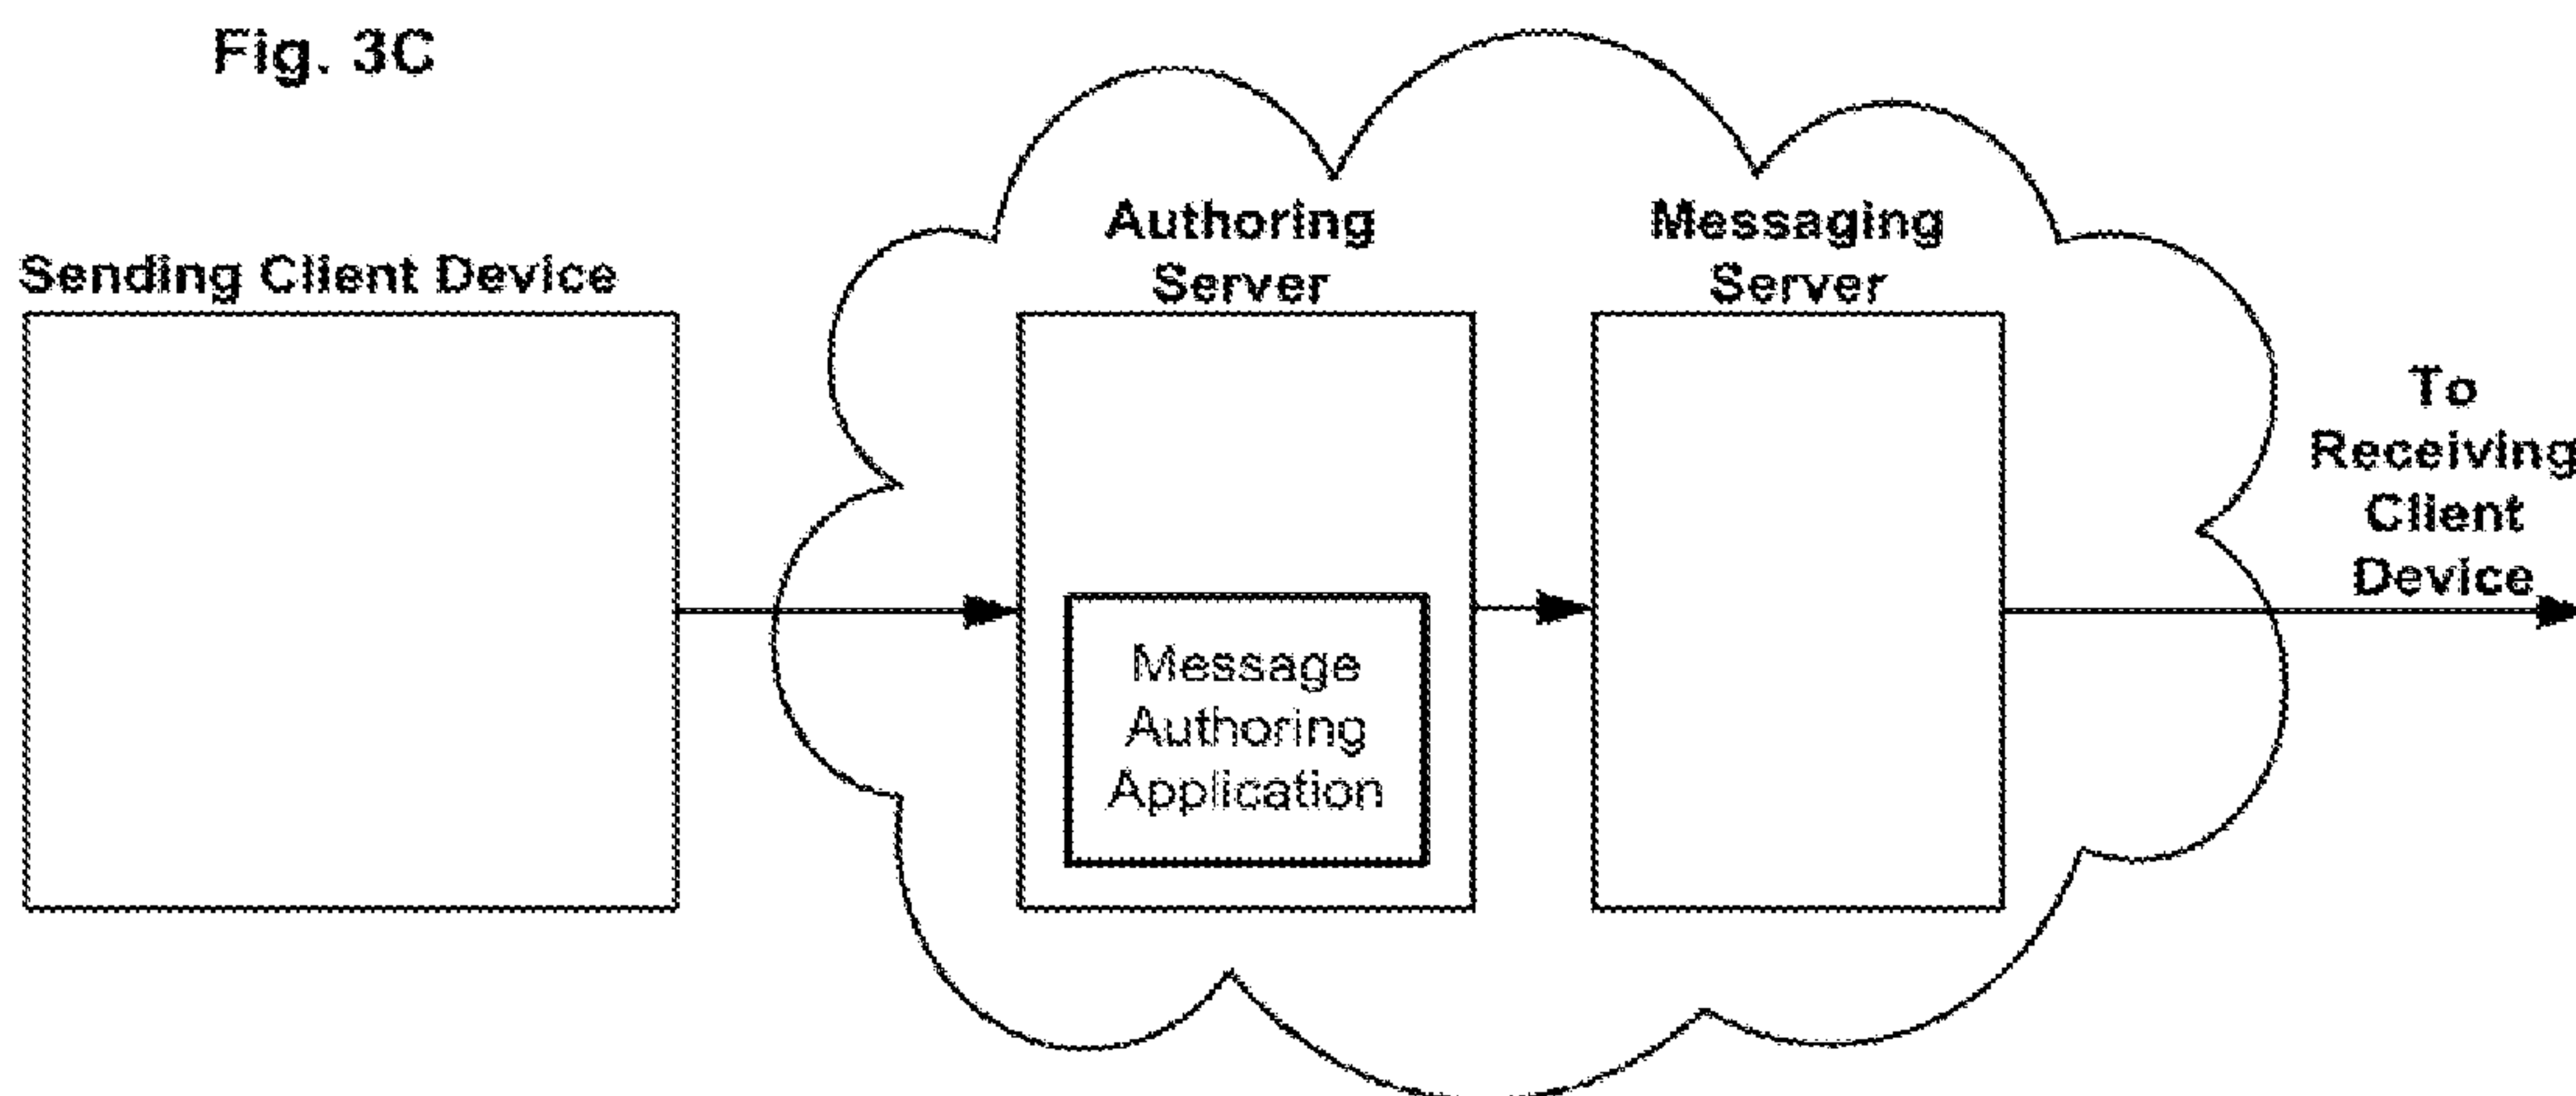 Fig. 3C
Sending Client Device
Authoring
Server
Messaging
Server
To
Receiving
Client
Device
Message
Authoring
Application